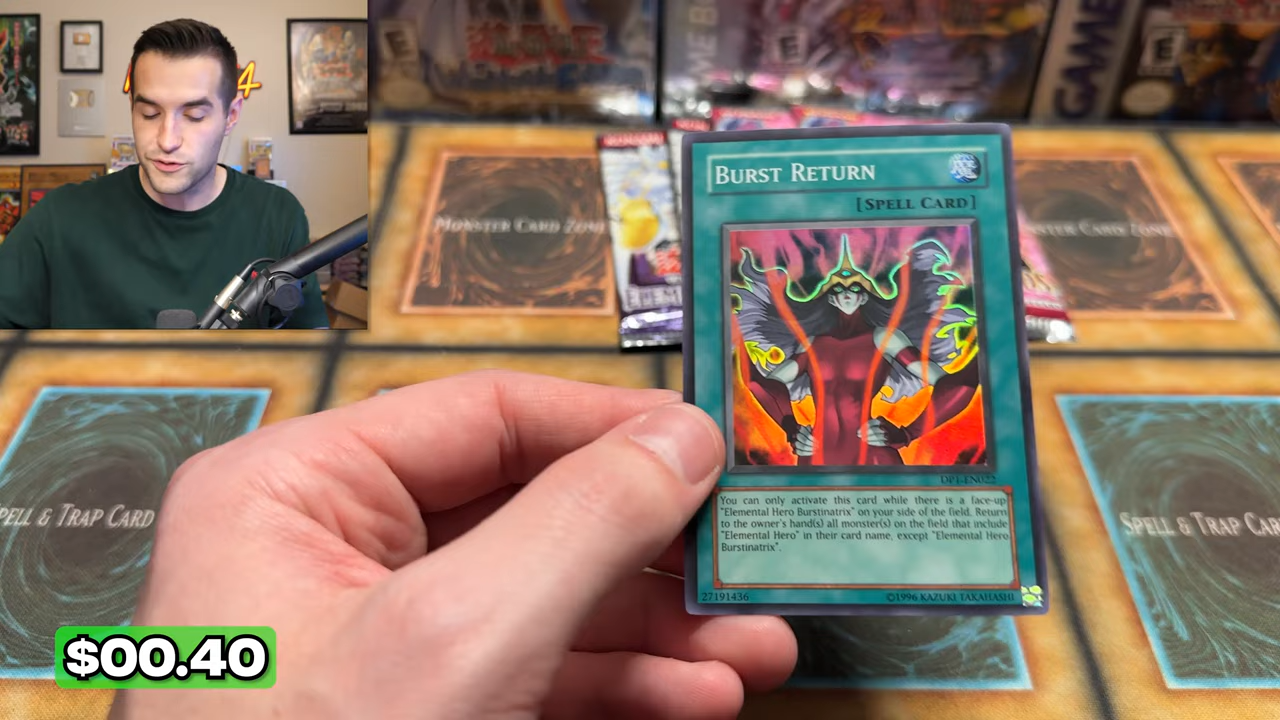 MONSTER CARD ZONE
BURST RETURN
[SPELL CARD]
DP1-EN022
You can only activate this card while there is a face-up
"Elemental Hero Burstinatrix" on your side of the field. Return
to the owner's hand(s) all monster(s) on the field that include
"Elemental Hero" in their card name, except "Elemental Hero
Burstinatrix".
27191436
©1996 KAZUKI TAKAHASHI
SPELL & TRAP CARD
SPELL & TRAP CAR
$00.40